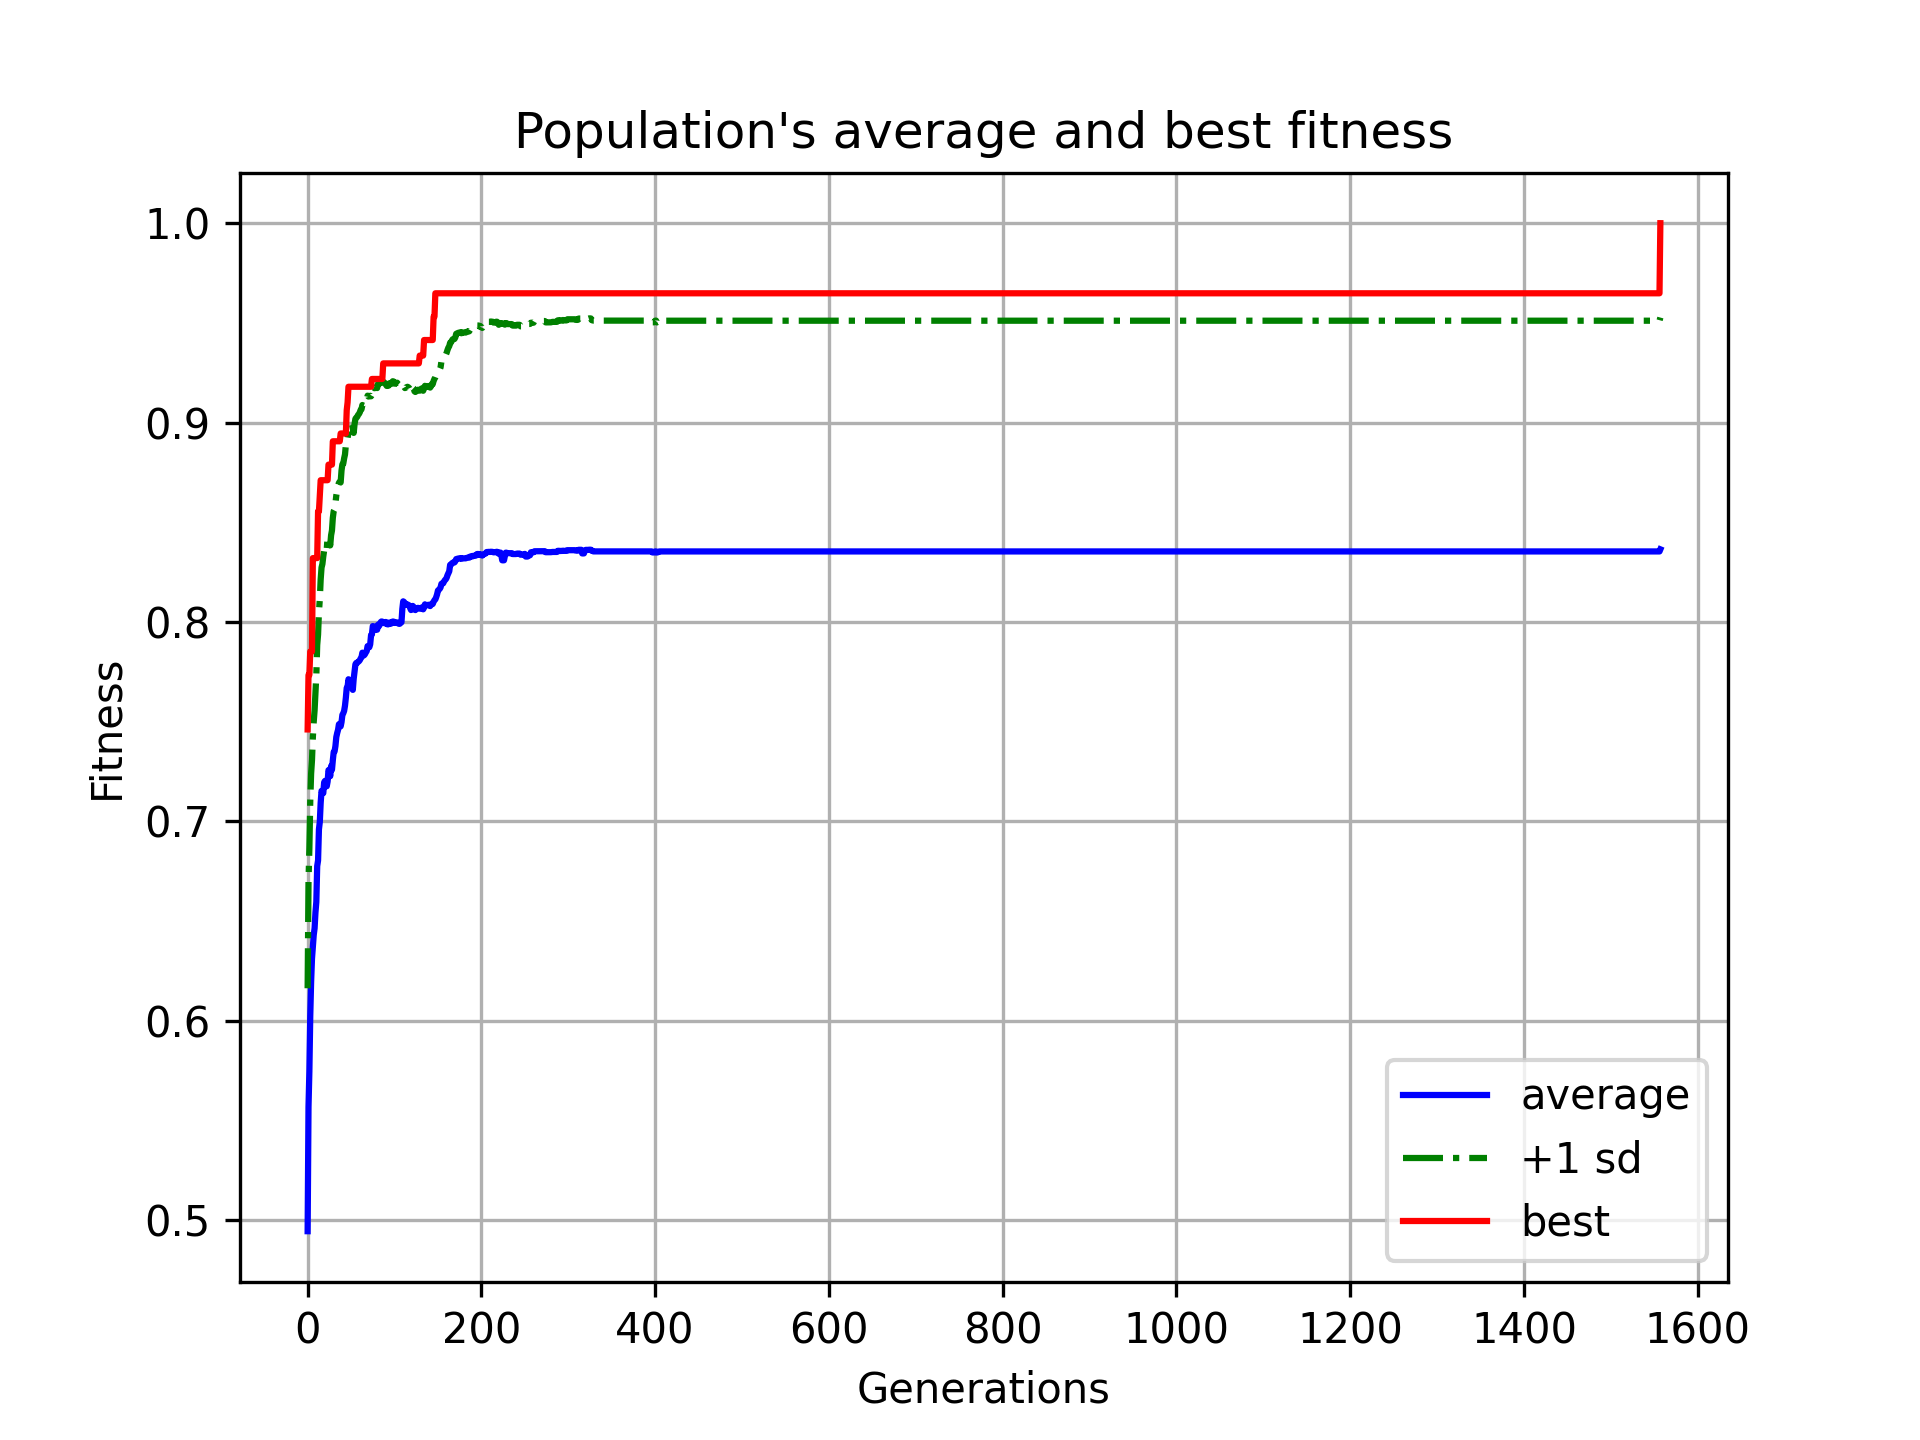 Population's average and best fitness
1.0
0.9
0.8
0.7
0.6
0.5
Fitness
average
+1 sd
best
0 200 400 600 800 1000 1200 1400 1600
Generations